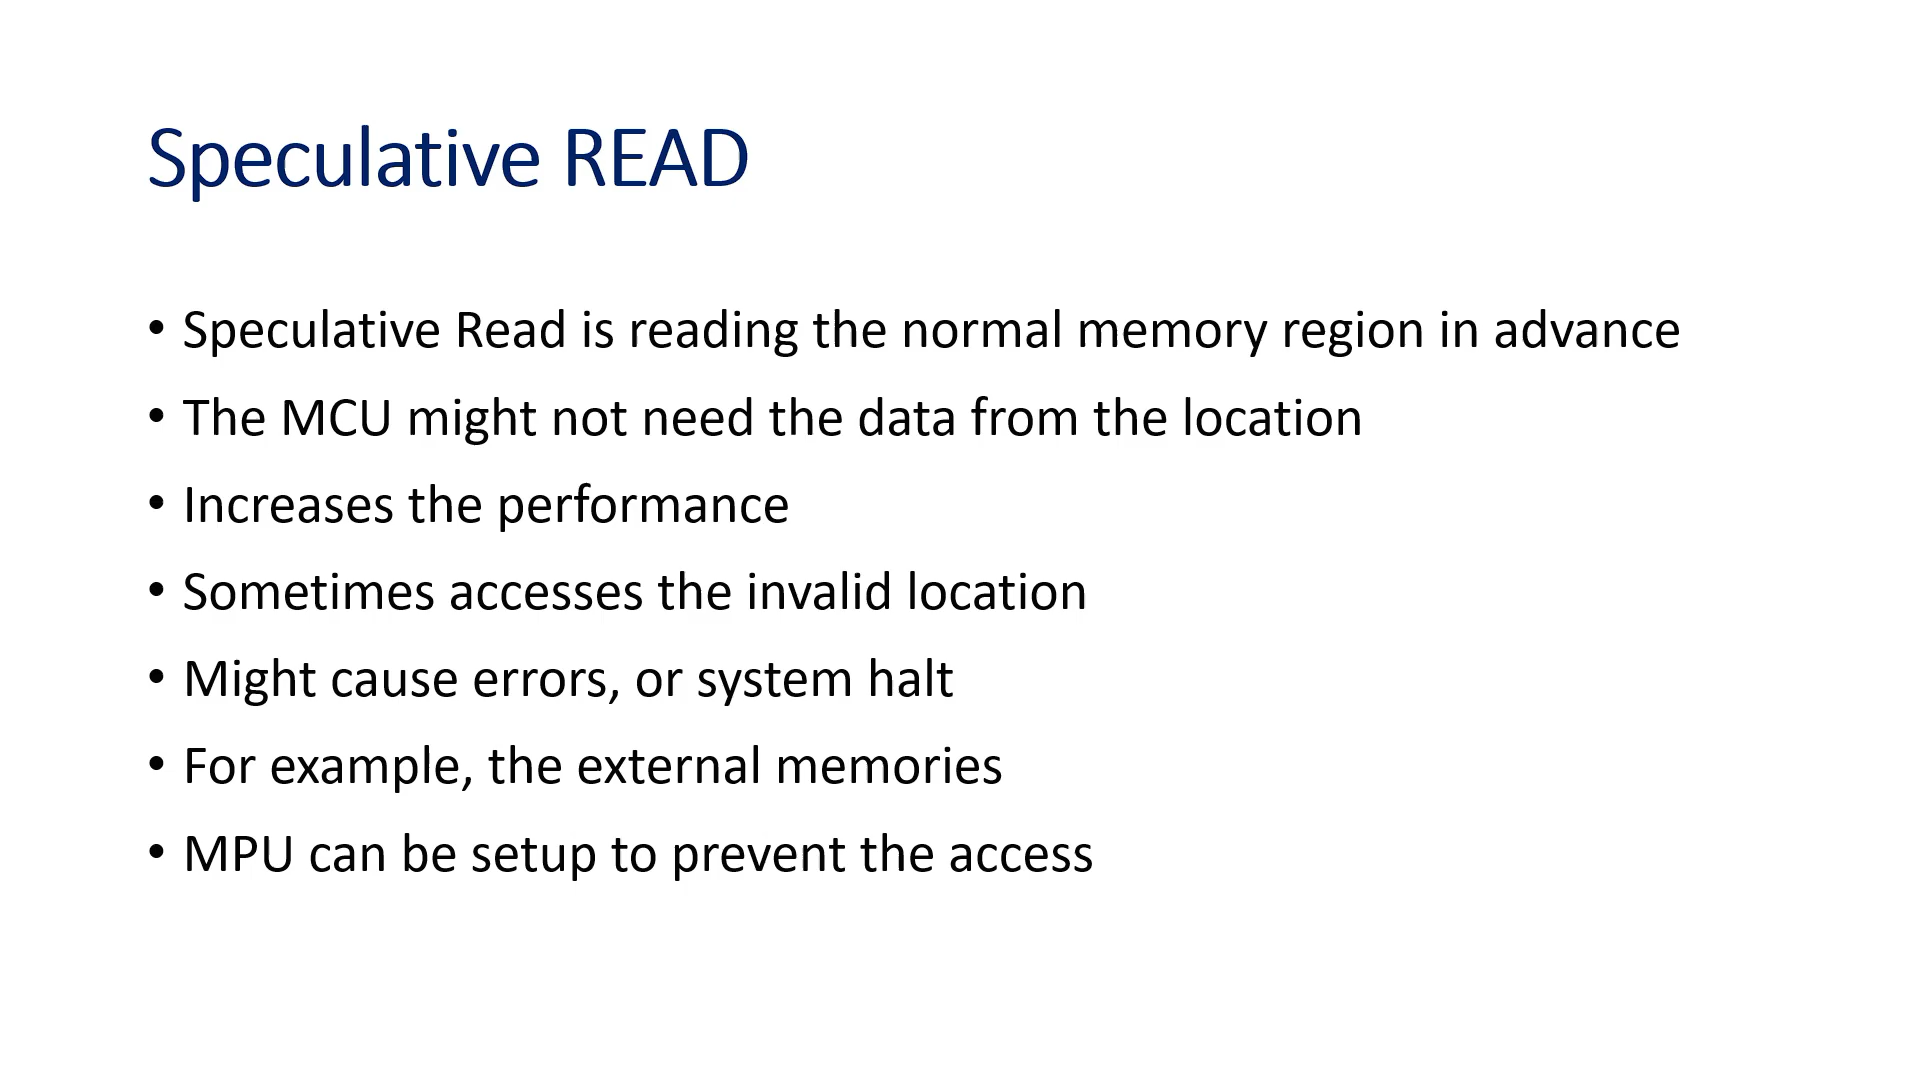 Speculative READ
• Speculative Read is reading the normal memory region in advance
• The MCU might not need the data from the location
• Increases the performance
• Sometimes accesses the invalid location
• Might cause errors, or system halt
• For example, the external memories
• MPU can be setup to prevent the access